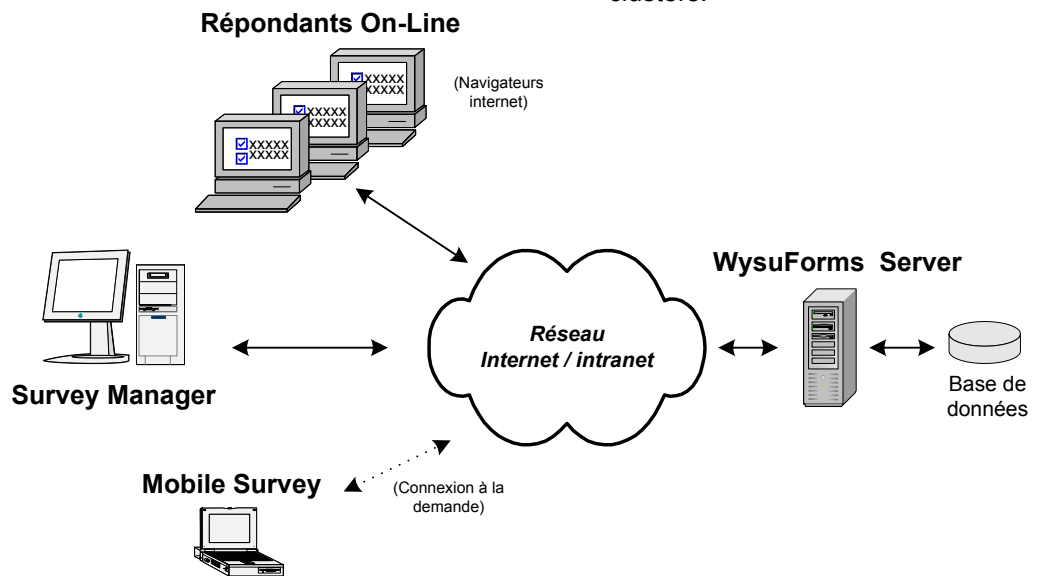 Répondants On-Line
(Navigateurs
internet)
XXXXX
XXXXX
XXXXX
XXXXX
XXXXX
XXXXX
WysuForms Server
Réseau
Internet / intranet
Survey Manager
Base de
données
Mobile Survey
(Connexion à la
demande)